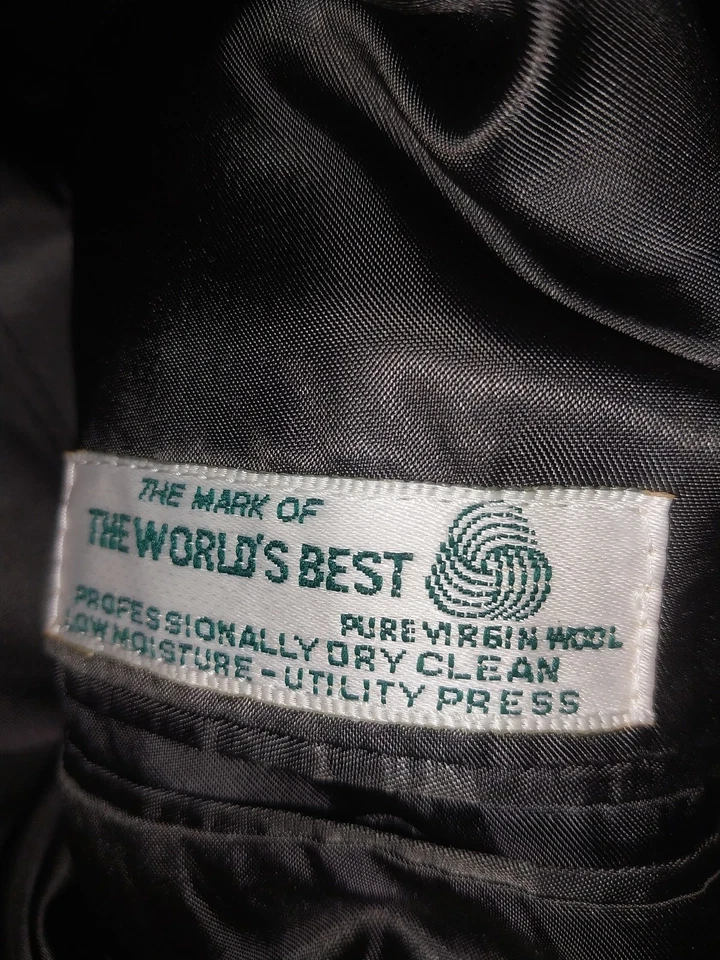 THE MARK OF
THE WORLD'S BEST
PURE VIRGIN WOOL
PROFESSIONALLY DRY CLEAN
LOW MOISTURE - UTILITY PRESS